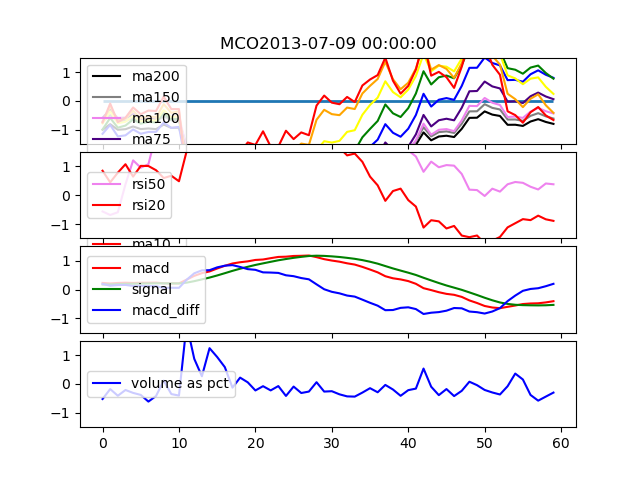 MCO2013-07-09 00:00:00
1
0
−1
ma200
ma150
ma100
ma75
1
0
−1
rsi50
rsi20
ma10
1
0
−1
macd
signal
macd_diff
1
0
−1
volume as pct
0 10 20 30 40 50 60